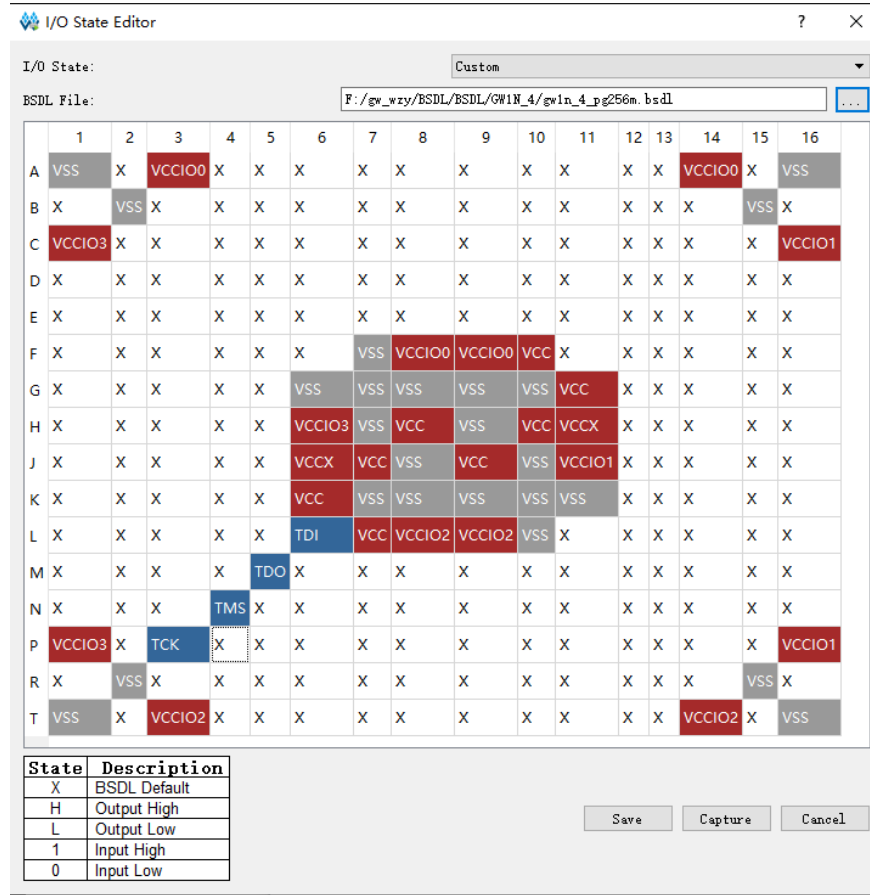 I/O State Editor ? ×
I/O State: Custom
BSDL File: F:/gw_wzy/BSDL/BSDL/GW1N_4/gw1n_4_pg256m.bsdl ...
1 2 3 4 5 6 7 8 9 10 11 12 13 14 15 16
A VSS X VCCIO0 X X X X X X X X X X VCCIO0 X VSS
B X VSS X X X X X X X X X X X X VSS X
C VCCIO3 X X X X X X X X X X X X X X VCCIO1
D X X X X X X X X X X X X X X X X
E X X X X X X X X X X X X X X X X
F X X X X X X VSS VCCIO0 VCCIO0 VCC X X X X X X
G X X X X X VSS VSS VSS VSS VSS VCC X X X X X
H X X X X X VCCIO3 VSS VCC VSS VCC VCCX X X X X X
J X X X X X VCCX VCC VSS VCC VSS VCCIO1 X X X X X
K X X X X X VCC VSS VSS VSS VSS VSS X X X X X
L X X X X X TDI VCC VCCIO2 VCCIO2 VSS X X X X X X
M X X X X TDO X X X X X X X X X X X
N X X X TMS X X X X X X X X X X X X
P VCCIO3 X TCK X X X X X X X X X X X X VCCIO1
R X VSS X X X X X X X X X X X X VSS X
T VSS X VCCIO2 X X X X X X X X X X VCCIO2 X VSS
State Description
X BSDL Default
H Output High
L Output Low
1 Input High
0 Input Low
Save Capture Cancel